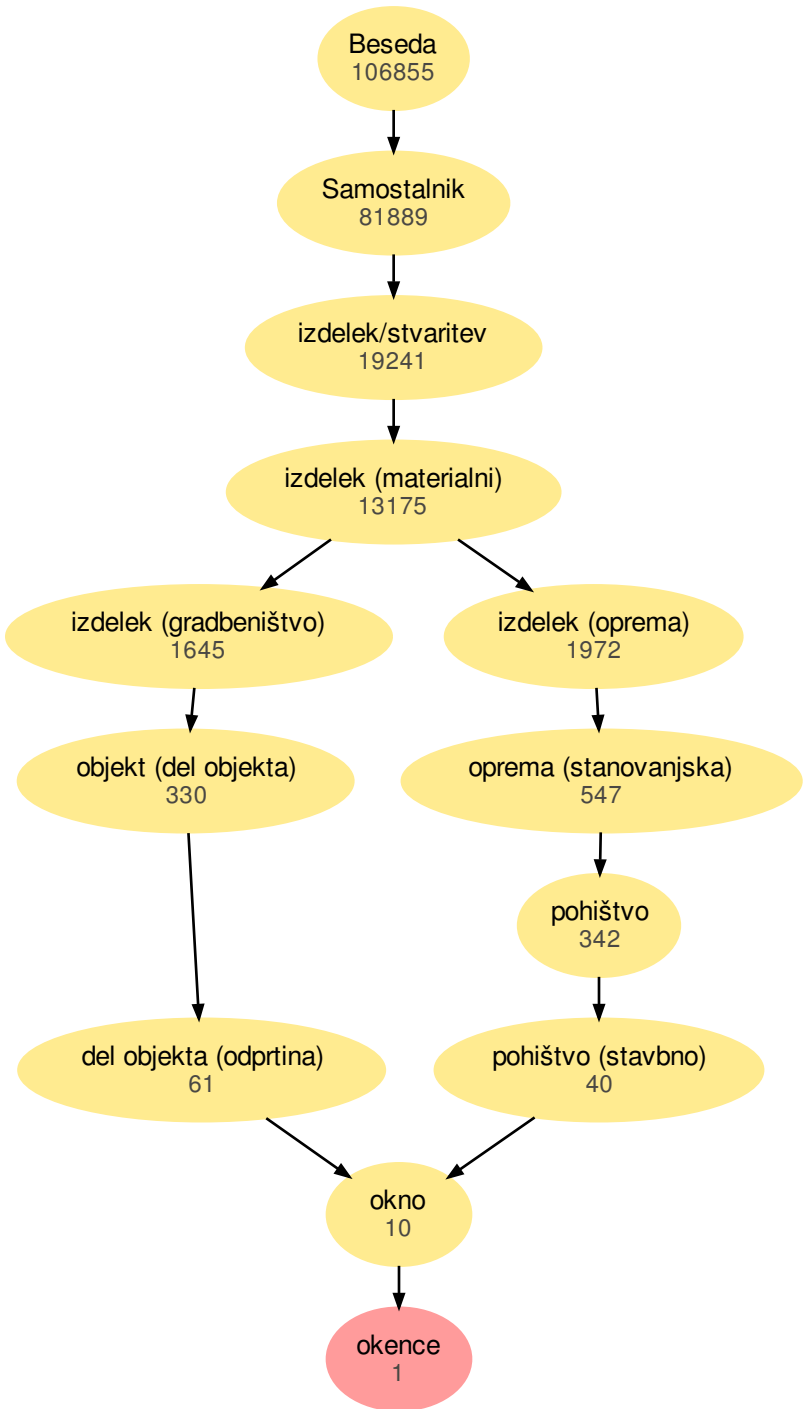 Beseda
106855
Samostalnik
81889
izdelek/stvaritev
19241
izdelek (materialni)
13175
izdelek (gradbeništvo)
1645
izdelek (oprema)
1972
objekt (del objekta)
330
oprema (stanovanjska)
547
pohištvo
342
del objekta (odprtina)
61
pohištvo (stavbno)
40
okno
10
okence
1